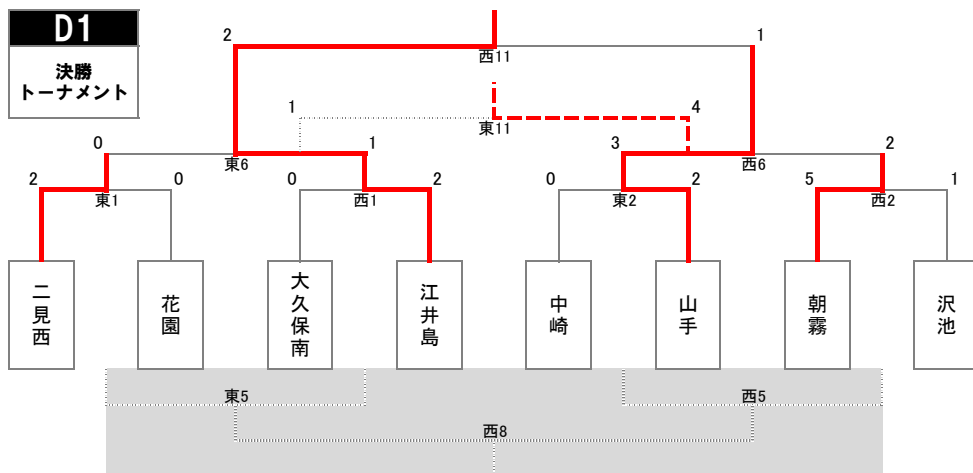 D1
決勝
トーナメント
2
1
西11
1
4
東11
0
1
3
2
東6
西6
2
0
0
2
0
2
5
1
東1
西1
東2
西2
二見西
花園
大久保南
江井島
中崎
山手
朝霧
沢池
東5
西5
西8